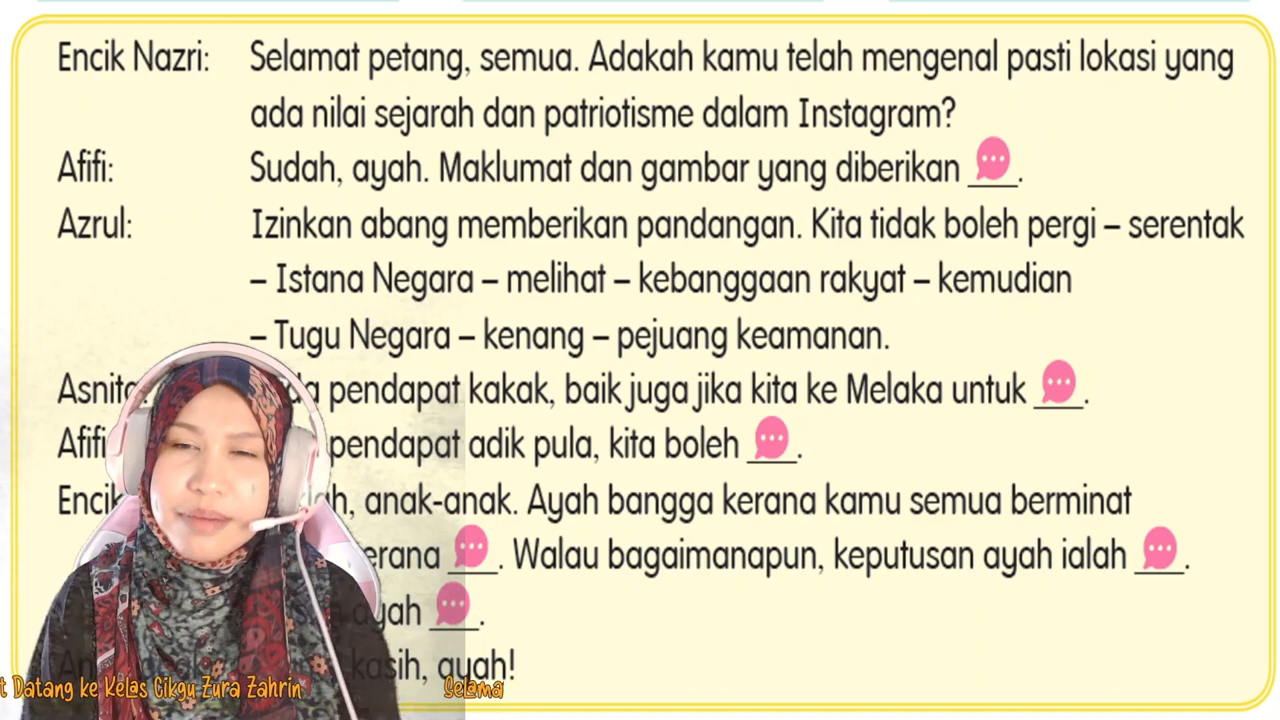 Encik Nazri: Selamat petang, semua. Adakah kamu telah mengenal pasti lokasi yang
ada nilai sejarah dan patriotisme dalam Instagram?
Afifi: Sudah, ayah. Maklumat dan gambar yang diberikan ___.
Azrul: Izinkan abang memberikan pandangan. Kita tidak boleh pergi – serentak
– Istana Negara – melihat – kebanggaan rakyat – kemudian
– Tugu Negara – kenang – pejuang keamanan.
pendapat kakak, baik juga jika kita ke Melaka untuk ___.
pendapat adik pula, kita boleh ___.
anak-anak. Ayah bangga kerana kamu semua berminat
___. Walau bagaimanapun, keputusan ayah ialah ___.
ayah ___.
kasih, ayah!
Datang ke Kelas Cikgu Zura Zahrin Selama